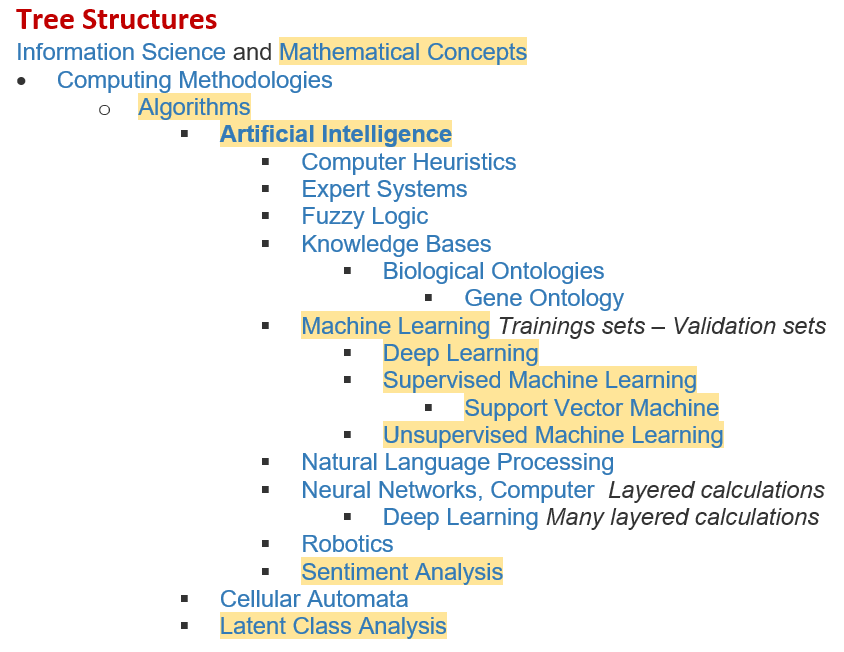 Tree Structures
Information Science and Mathematical Concepts
• Computing Methodologies
o Algorithms
▪ Artificial Intelligence
▪ Computer Heuristics
▪ Expert Systems
▪ Fuzzy Logic
▪ Knowledge Bases
▪ Biological Ontologies
▪ Gene Ontology
▪ Machine Learning Trainings sets – Validation sets
▪ Deep Learning
▪ Supervised Machine Learning
▪ Support Vector Machine
▪ Unsupervised Machine Learning
▪ Natural Language Processing
▪ Neural Networks, Computer Layered calculations
▪ Deep Learning Many layered calculations
▪ Robotics
▪ Sentiment Analysis
▪ Cellular Automata
▪ Latent Class Analysis